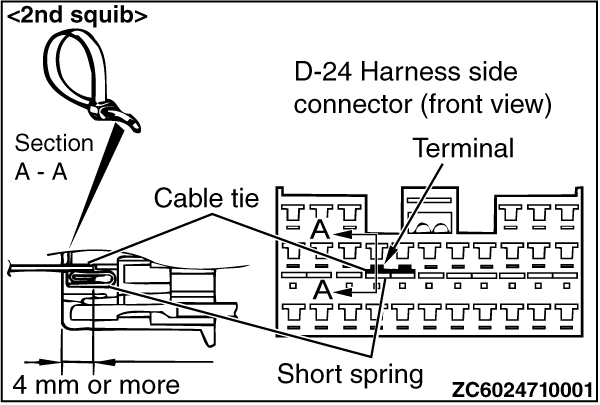 <2nd squib>
D-24 Harness side
connector (front view)
Terminal
Section
A - A
Cable tie
A
A
Short spring
4 mm or more
ZC6024710001